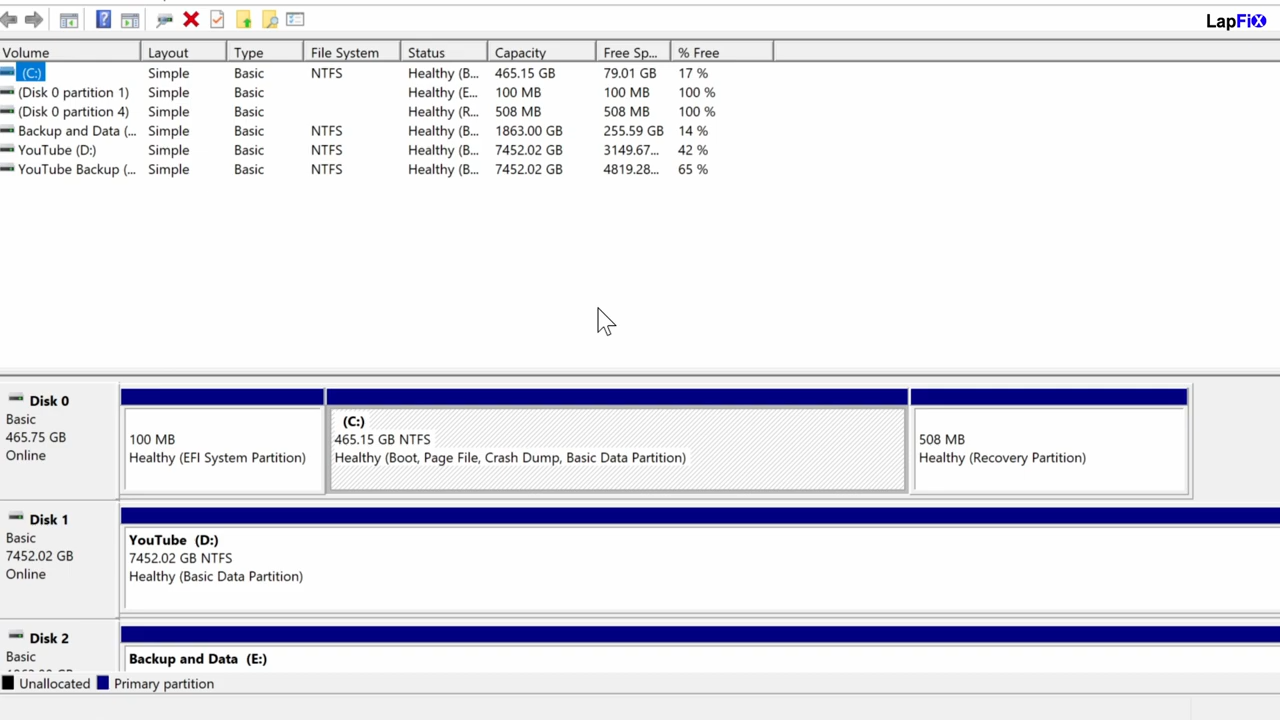 LapFiX
Volume Layout Type File System Status Capacity Free Sp... % Free
(C:) Simple Basic NTFS Healthy (B... 465.15 GB 79.01 GB 17 %
(Disk 0 partition 1) Simple Basic Healthy (E... 100 MB 100 MB 100 %
(Disk 0 partition 4) Simple Basic Healthy (R... 508 MB 508 MB 100 %
Backup and Data (... Simple Basic NTFS Healthy (B... 1863.00 GB 255.59 GB 14 %
YouTube (D:) Simple Basic NTFS Healthy (B... 7452.02 GB 3149.67... 42 %
YouTube Backup (... Simple Basic NTFS Healthy (B... 7452.02 GB 4819.28... 65 %
Disk 0
Basic
465.75 GB
Online
100 MB
Healthy (EFI System Partition)
(C:)
465.15 GB NTFS
Healthy (Boot, Page File, Crash Dump, Basic Data Partition)
508 MB
Healthy (Recovery Partition)
Disk 1
Basic
7452.02 GB
Online
YouTube (D:)
7452.02 GB NTFS
Healthy (Basic Data Partition)
Disk 2
Basic
Backup and Data (E:)
Unallocated Primary partition